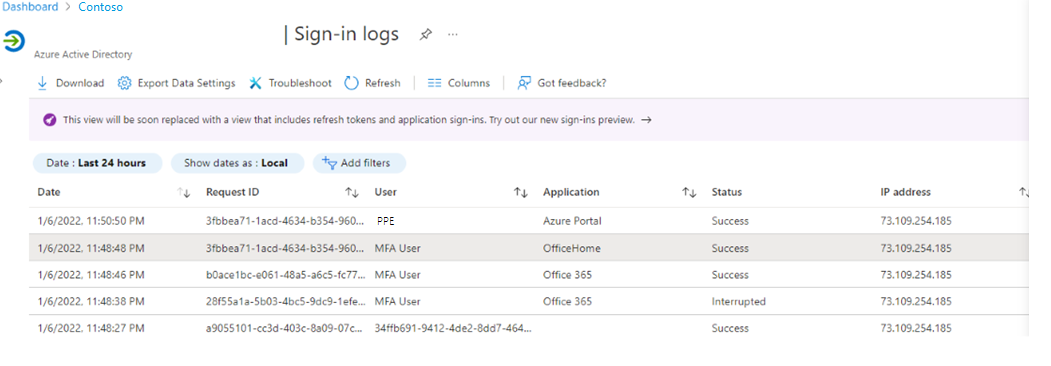 Dashboard > Contoso
| Sign-in logs ...
Azure Active Directory
Download Export Data Settings Troubleshoot Refresh Columns Got feedback?
This view will be soon replaced with a view that includes refresh tokens and application sign-ins. Try out our new sign-ins preview. →
Date : Last 24 hours Show dates as : Local Add filters
Date ↑↓ Request ID ↑↓ User ↑↓ Application ↑↓ Status IP address ↑↓
1/6/2022, 11:50:50 PM 3fbbea71-1acd-4634-b354-960... PPE Azure Portal Success 73.109.254.185
1/6/2022, 11:48:48 PM 3fbbea71-1acd-4634-b354-960... MFA User OfficeHome Success 73.109.254.185
1/6/2022, 11:48:46 PM b0ace1bc-e061-48a5-a6c5-fc77... MFA User Office 365 Success 73.109.254.185
1/6/2022, 11:48:38 PM 28f55a1a-5b03-4bc5-9dc9-1efe... MFA User Office 365 Interrupted 73.109.254.185
1/6/2022, 11:48:27 PM a9055101-cc3d-403c-8a09-07c... 34ffb691-9412-4de2-8dd7-464... Success 73.109.254.185